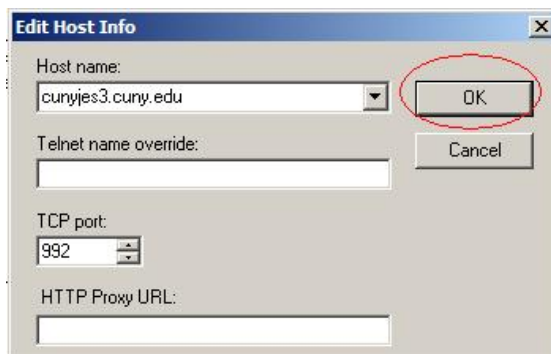 Edit Host Info
Host name:
cunyjes3.cuny.edu
OK
Telnet name override:
Cancel
TCP port:
992
HTTP Proxy URL: